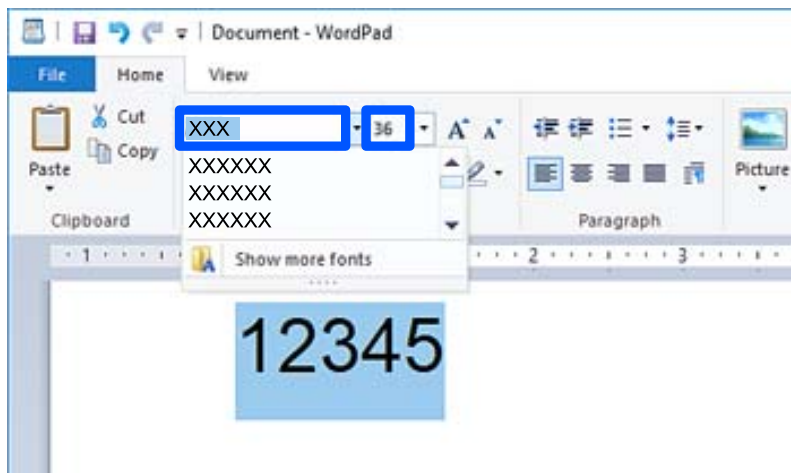 Document - WordPad
File Home View
Cut
XXX 36 A A
Copy
Paste
XXXXXX
XXXXXX
XXXXXX
Picture
Clipboard
Paragraph
1 2 3
Show more fonts
12345